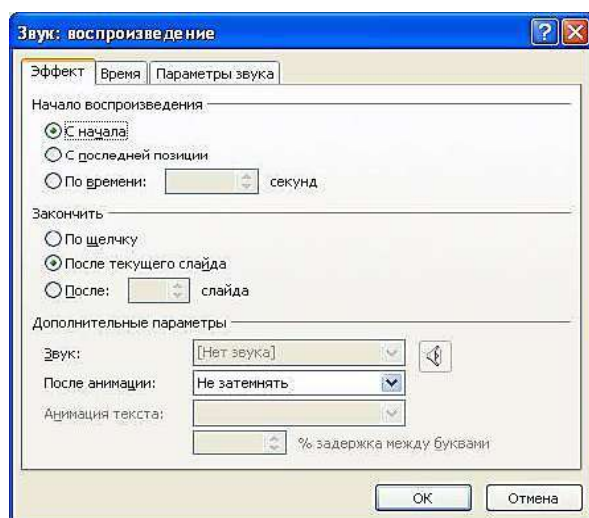 Звук: воспроизведение
Эффект Время Параметры звука
Начало воспроизведения
С начала
С последней позиции
По времени: секунд
Закончить
По щелчку
После текущего слайда
После: слайда
Дополнительные параметры
Звук: [Нет звука]
После анимации: Не затемнять
Анимация текста:
% задержка между буквами
ОК Отмена